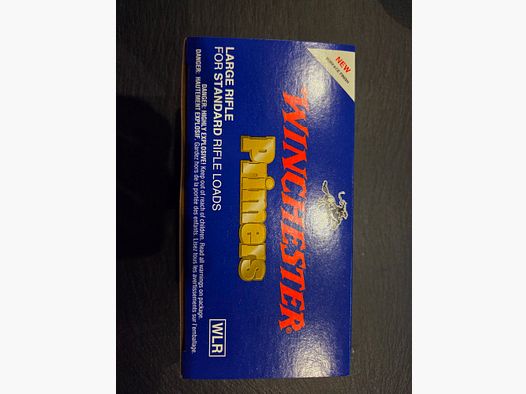 NEW
WINCHESTER®
Primers
LARGE RIFLE
FOR STANDARD RIFLE LOADS
WLR
DANGER: HIGHLY EXPLOSIVE! Keep out of reach of children. Read all warnings on package.
DANGER: HAUTEMENT EXPLOSIF. Gardez hors de la portée des enfants. Lisez tous les avertissements sur l'emballage.